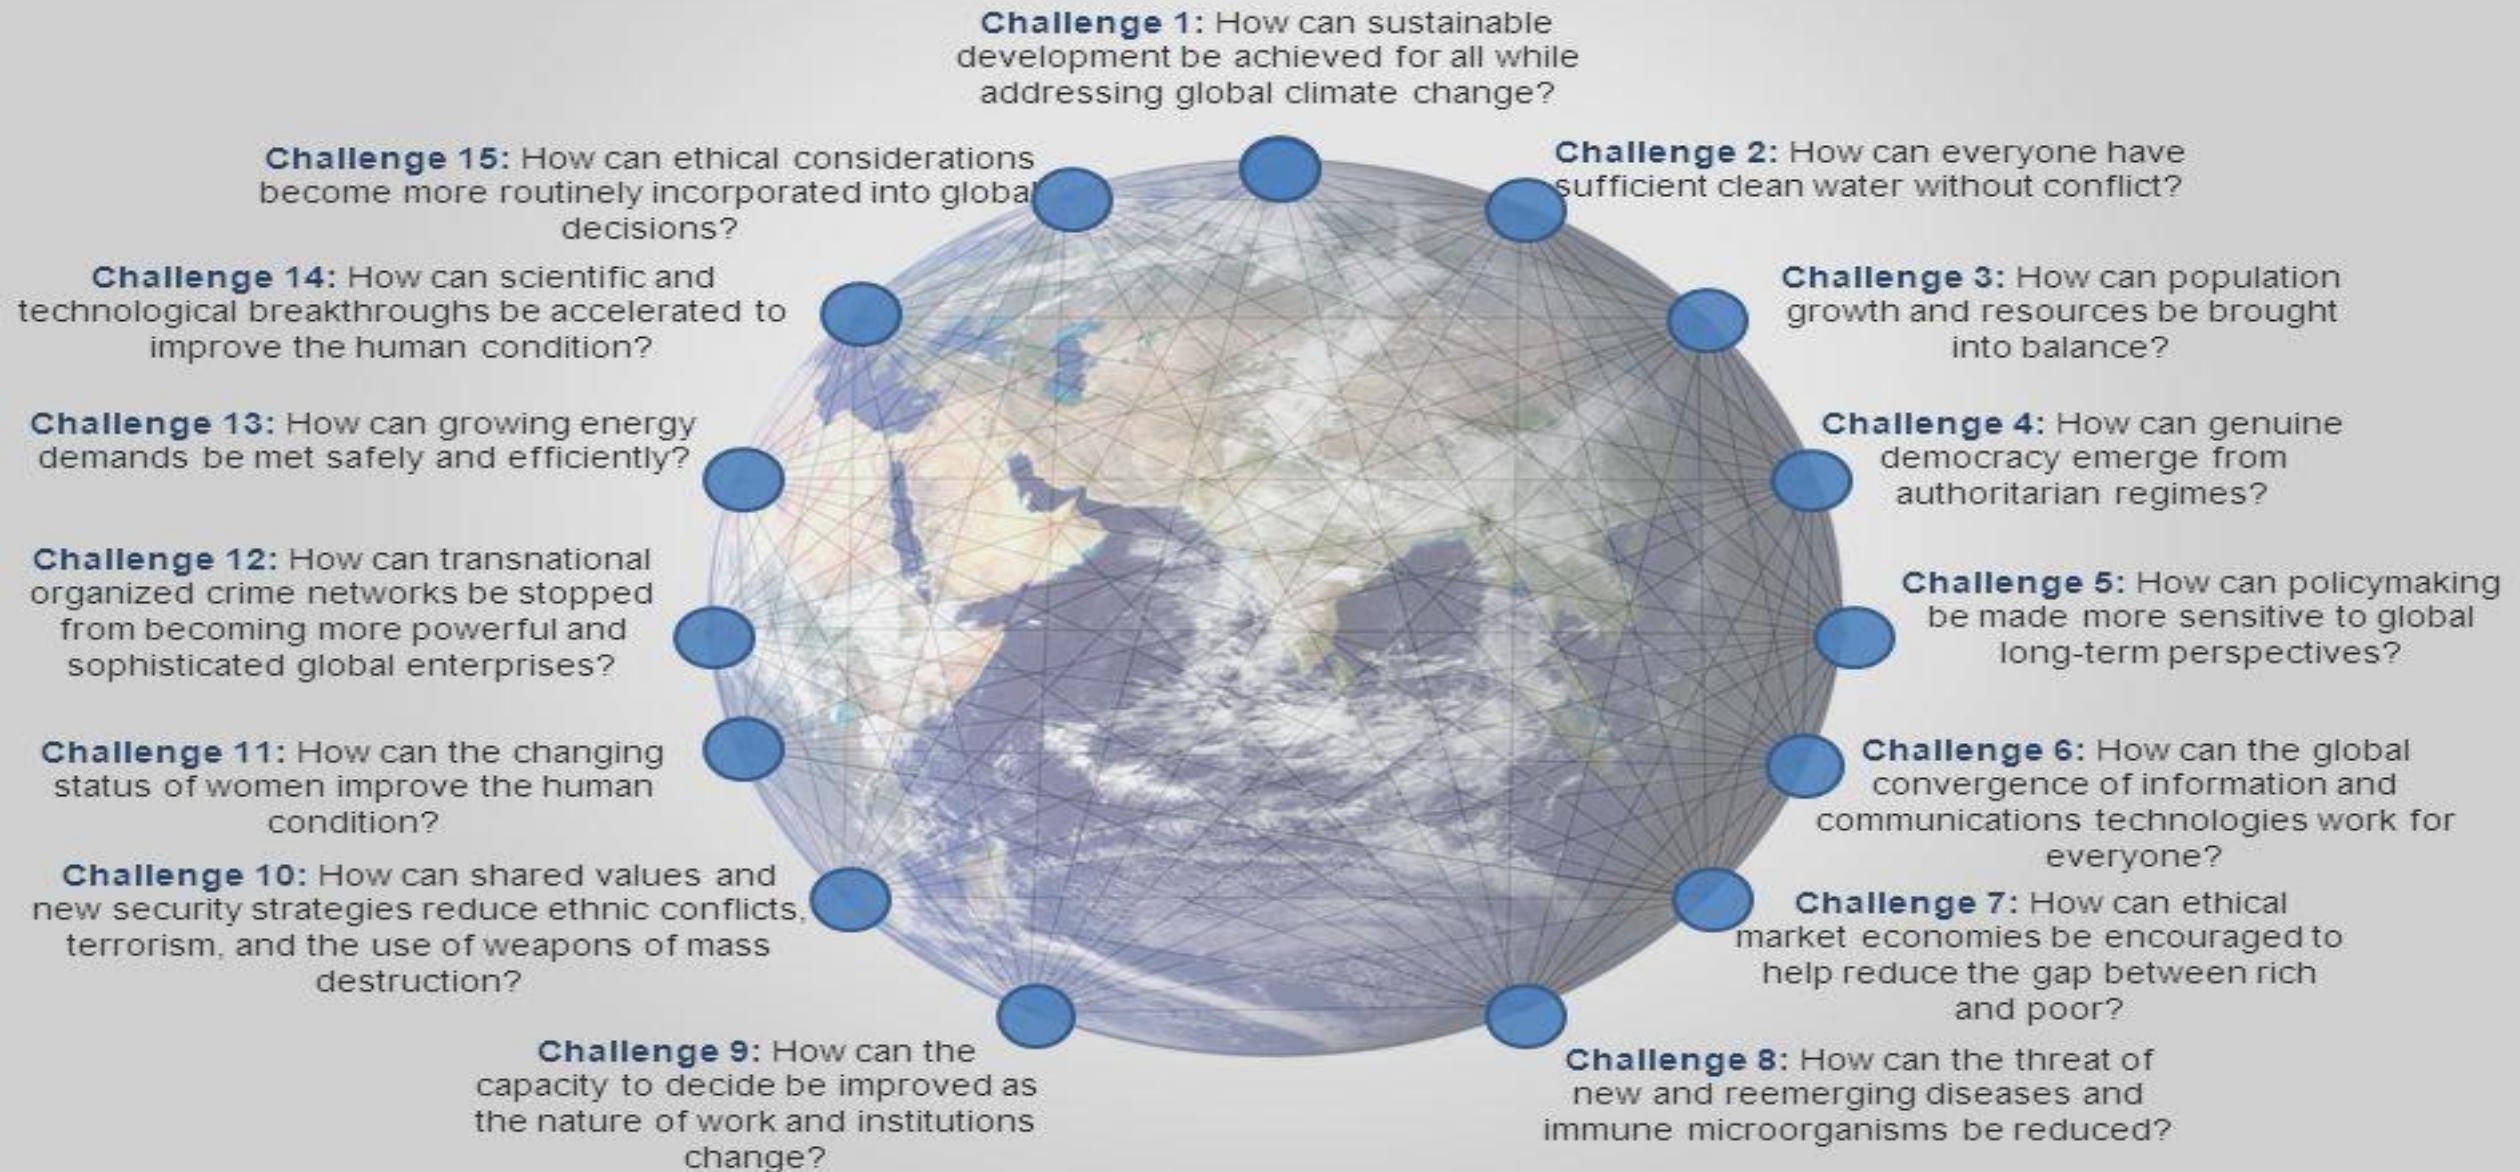 Challenge 1: How can sustainable
development be achieved for all while
addressing global climate change?
Challenge 2: How can everyone have
sufficient clean water without conflict?
Challenge 3: How can population
growth and resources be brought
into balance?
Challenge 4: How can genuine
democracy emerge from
authoritarian regimes?
Challenge 5: How can policymaking
be made more sensitive to global
long-term perspectives?
Challenge 6: How can the global
convergence of information and
communications technologies work for
everyone?
Challenge 7: How can ethical
market economies be encouraged to
help reduce the gap between rich
and poor?
Challenge 8: How can the threat of
new and reemerging diseases and
immune microorganisms be reduced?
Challenge 9: How can the
capacity to decide be improved as
the nature of work and institutions
change?
Challenge 10: How can shared values and
new security strategies reduce ethnic conflicts,
terrorism, and the use of weapons of mass
destruction?
Challenge 11: How can the changing
status of women improve the human
condition?
Challenge 12: How can transnational
organized crime networks be stopped
from becoming more powerful and
sophisticated global enterprises?
Challenge 13: How can growing energy
demands be met safely and efficiently?
Challenge 14: How can scientific and
technological breakthroughs be accelerated to
improve the human condition?
Challenge 15: How can ethical considerations
become more routinely incorporated into global
decisions?